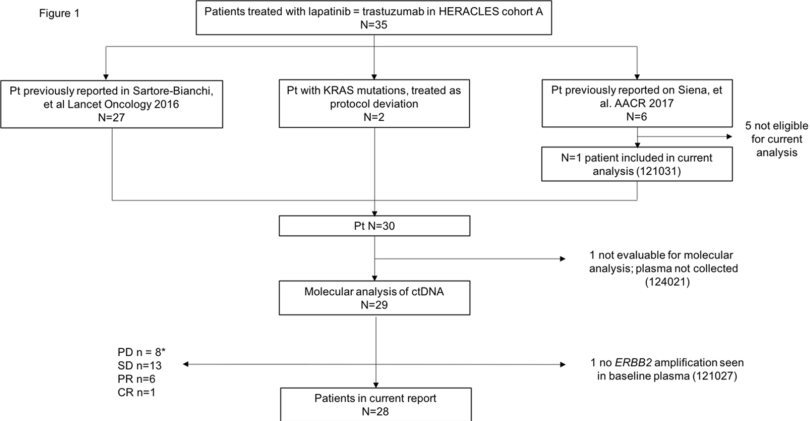 Figure 1
Patients treated with lapatinib = trastuzumab in HERACLES cohort A
N=35
Pt previously reported in Sartore-Bianchi,
et al Lancet Oncology 2016
N=27
Pt with KRAS mutations, treated as
protocol deviation
N=2
Pt previously reported on Siena, et
al. AACR 2017
N=6
5 not eligible
for current
analysis
N=1 patient included in current
analysis (121031)
Pt N=30
1 not evaluable for molecular
analysis; plasma not collected
(124021)
Molecular analysis of ctDNA
N=29
PD n = 8*
SD n=13
PR n=6
CR n=1
1 no ERBB2 amplification seen
in baseline plasma (121027)
Patients in current report
N=28